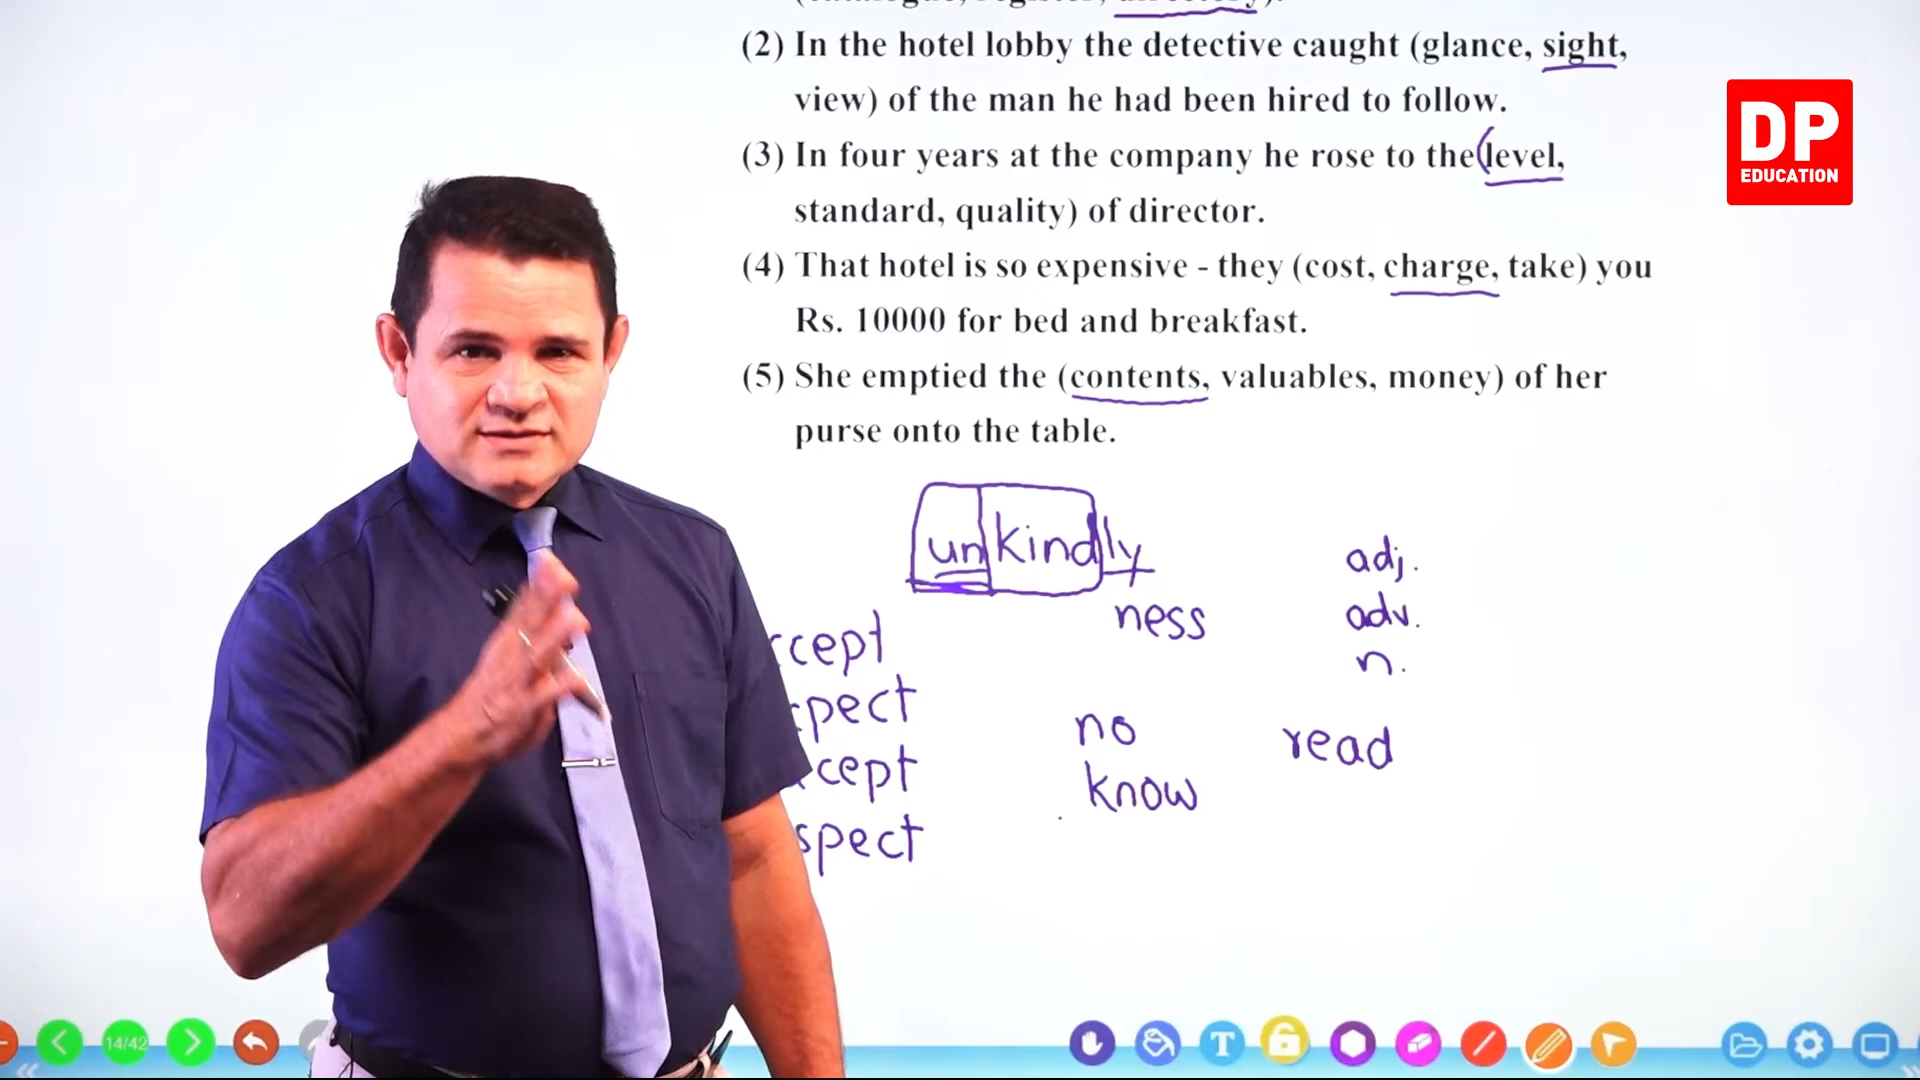 (catalogue, register, directory).
(2) In the hotel lobby the detective caught (glance, sight,
view) of the man he had been hired to follow.
(3) In four years at the company he rose to the (level,
standard, quality) of director.
(4) That hotel is so expensive - they (cost, charge, take) you
Rs. 10000 for bed and breakfast.
(5) She emptied the (contents, valuables, money) of her
purse onto the table.
DP
EDUCATION
unkindly
ness
adj.
adv.
n.
ccept
pect
cept
spect
no
know
read
14/42
T